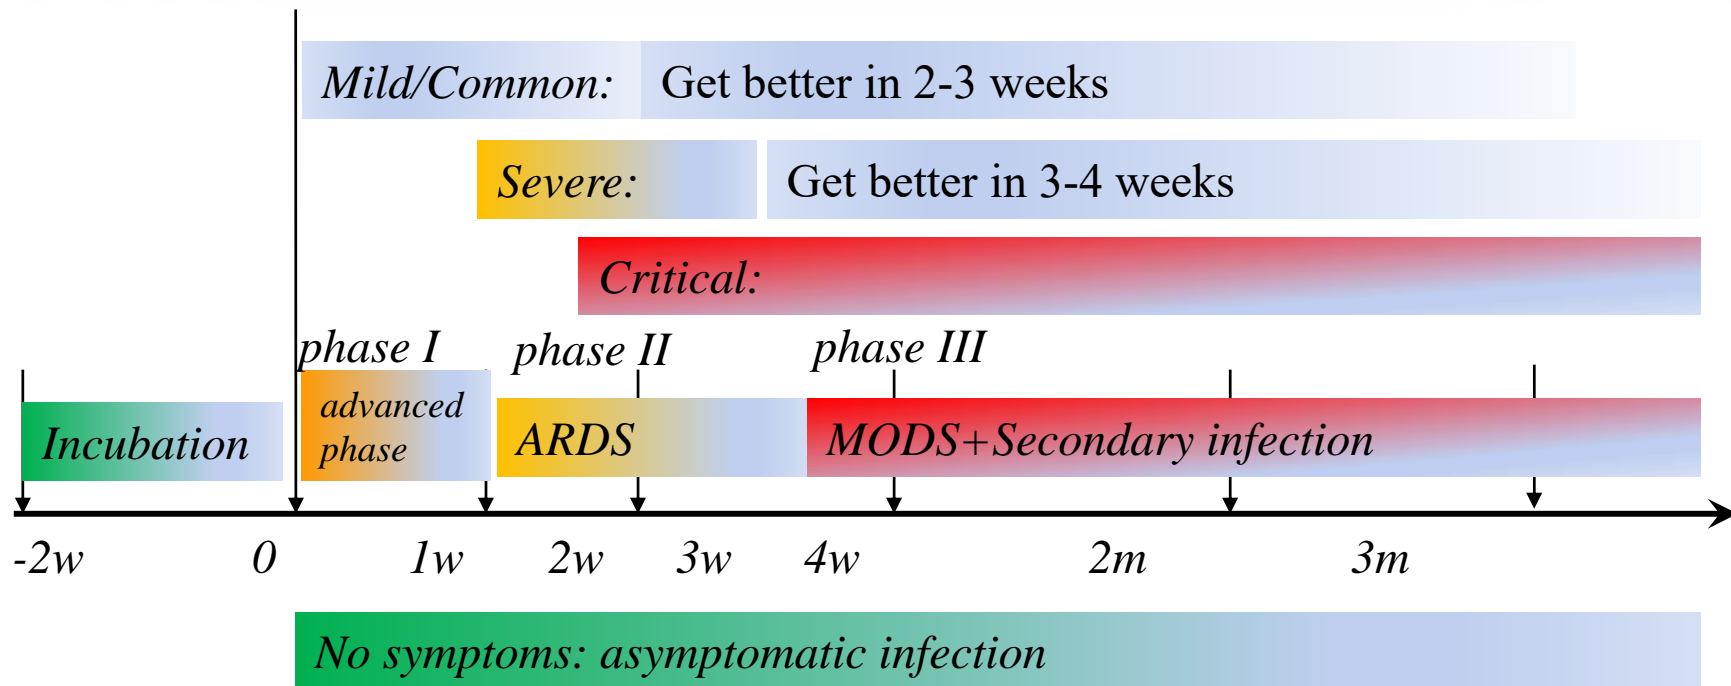 Mild/Common: Get better in 2-3 weeks
Severe: Get better in 3-4 weeks
Critical:
phase I phase II phase III
advanced
phase
Incubation ARDS MODS+Secondary infection
-2w 0 1w 2w 3w 4w 2m 3m
No symptoms: asymptomatic infection